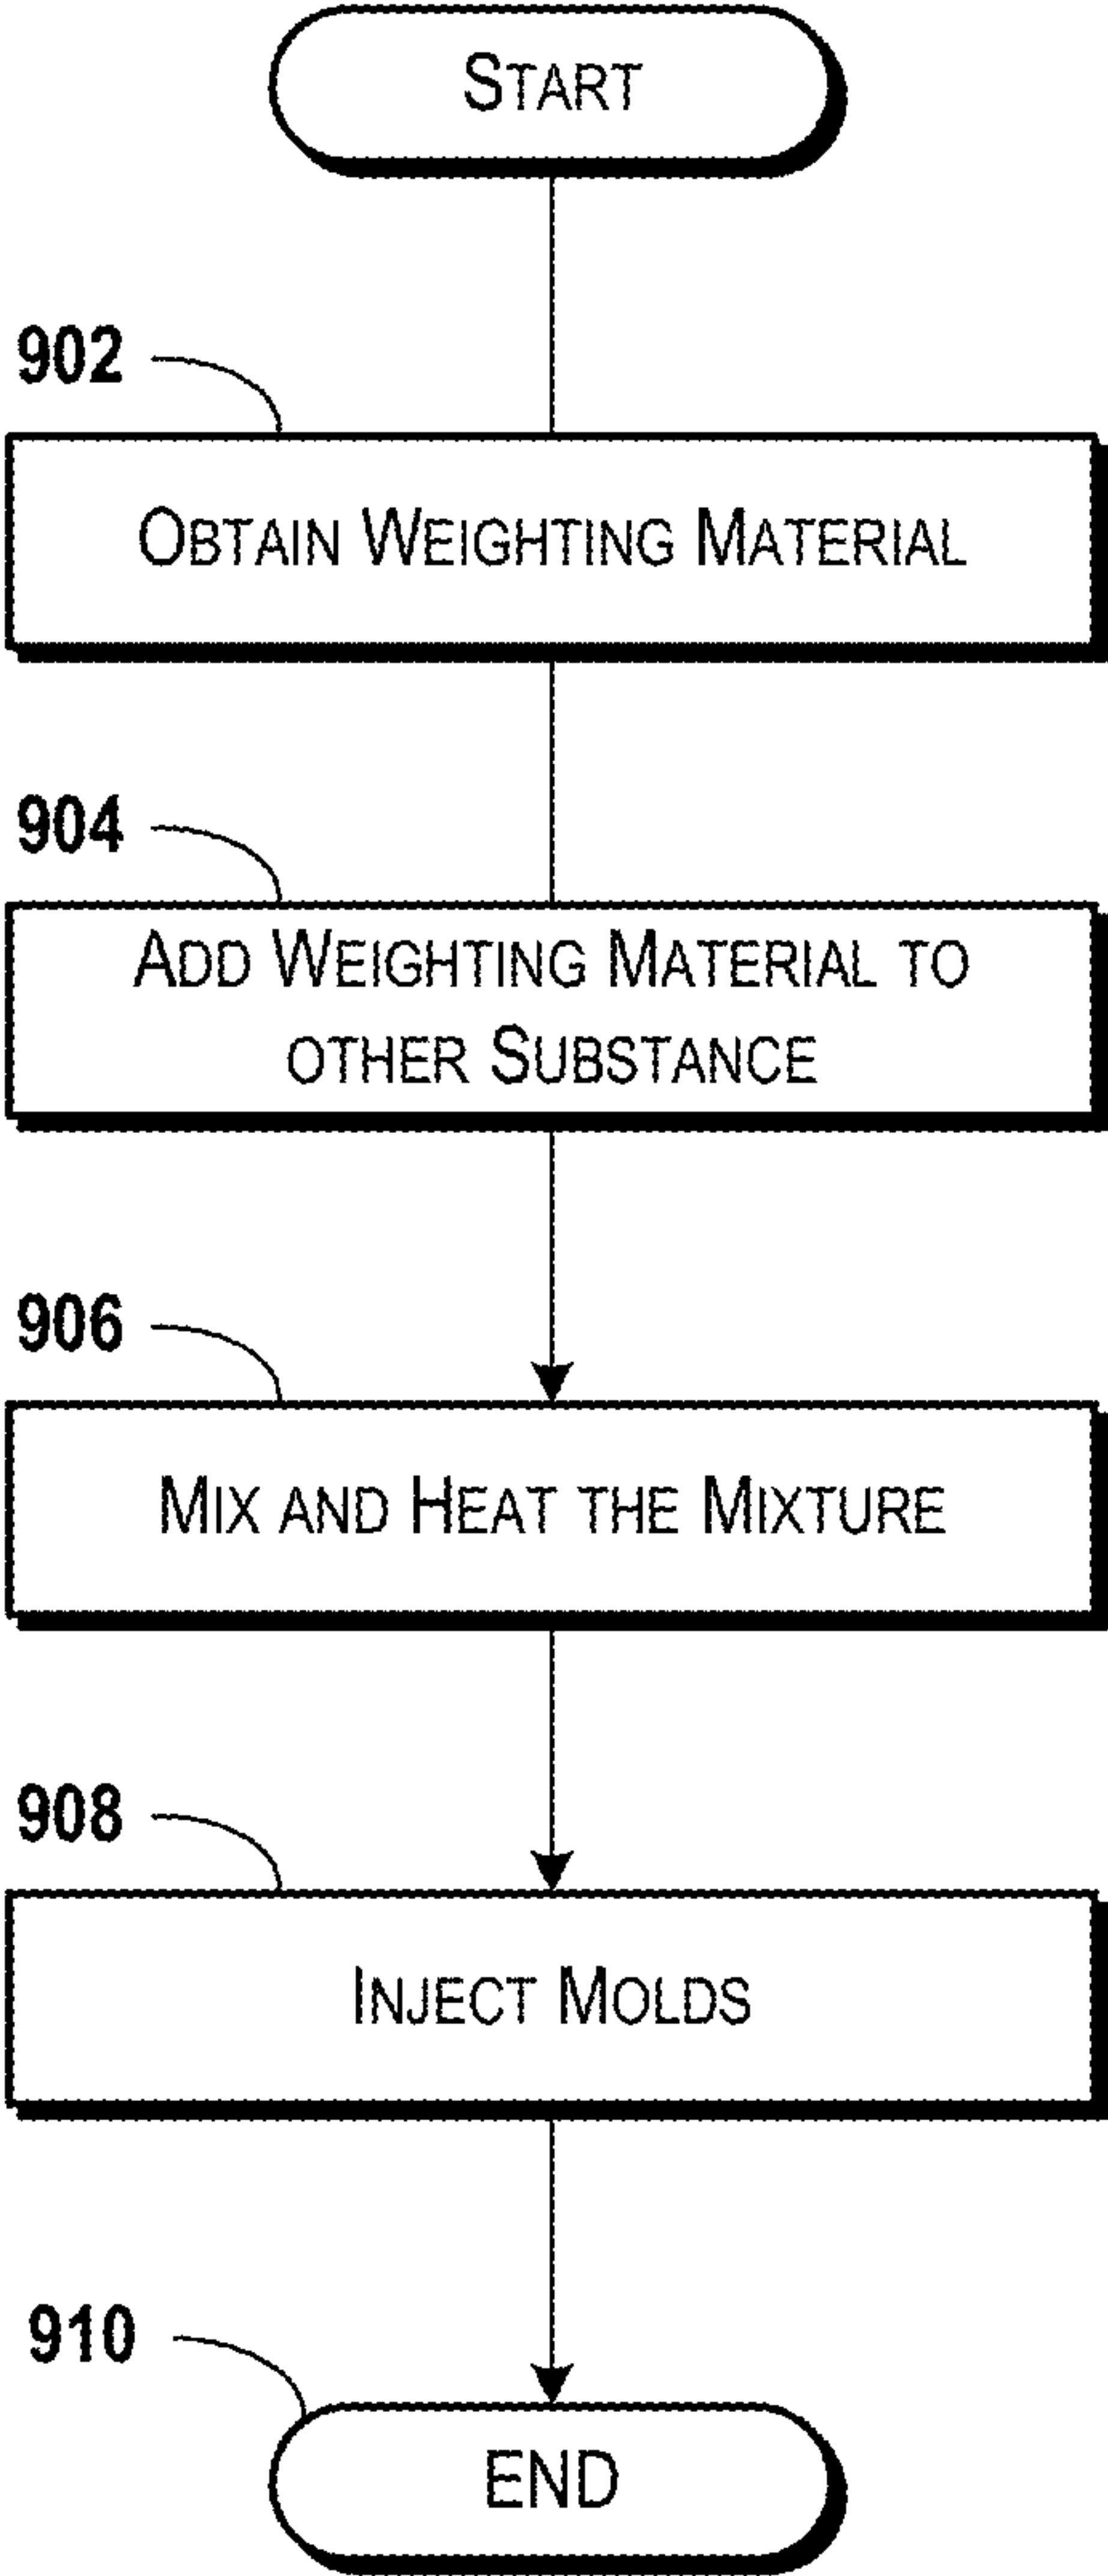 START
902
OBTAIN WEIGHTING MATERIAL
904
ADD WEIGHTING MATERIAL TO
OTHER SUBSTANCE
906
MIX AND HEAT THE MIXTURE
908
INJECT MOLDS
910
END